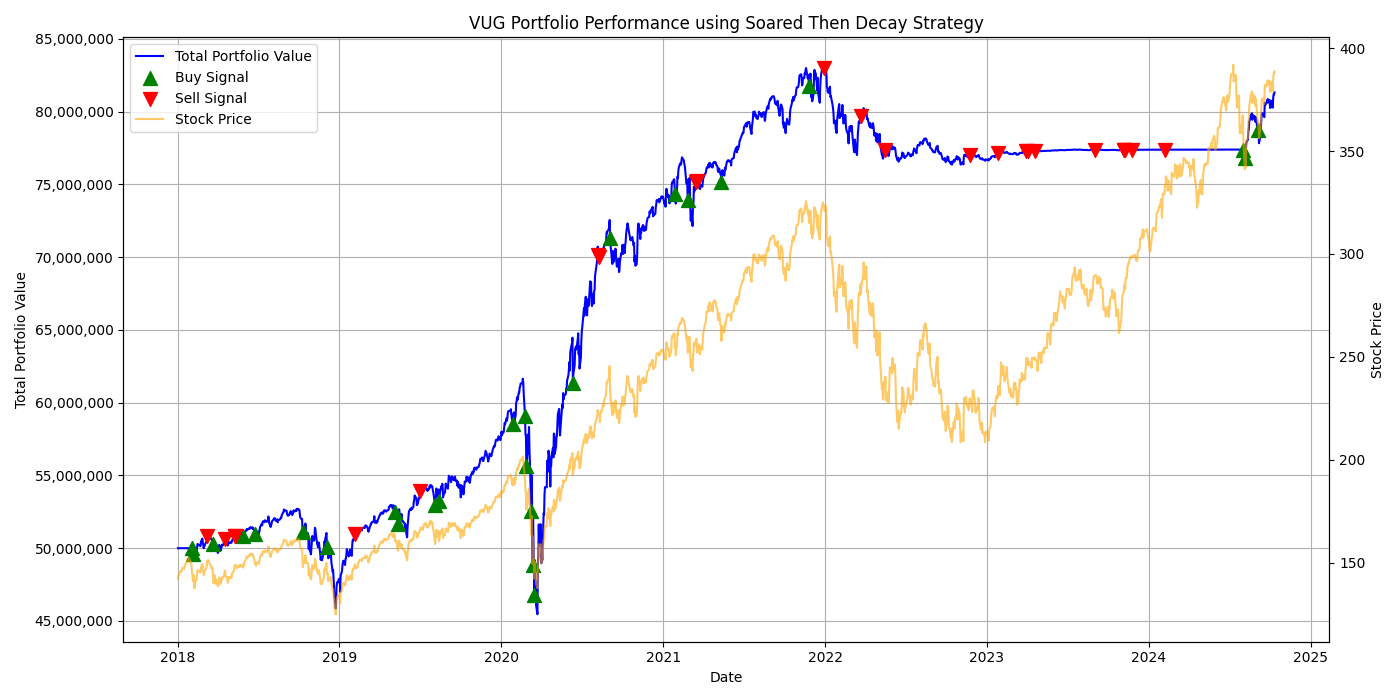 VUG Portfolio Performance using Soared Then Decay Strategy
Total Portfolio Value
Buy Signal
Sell Signal
Stock Price
85,000,000
80,000,000
75,000,000
70,000,000
65,000,000
60,000,000
55,000,000
50,000,000
45,000,000
Total Portfolio Value
400
350
300
250
200
150
Stock Price
2018
2019
2020
2021
2022
2023
2024
2025
Date